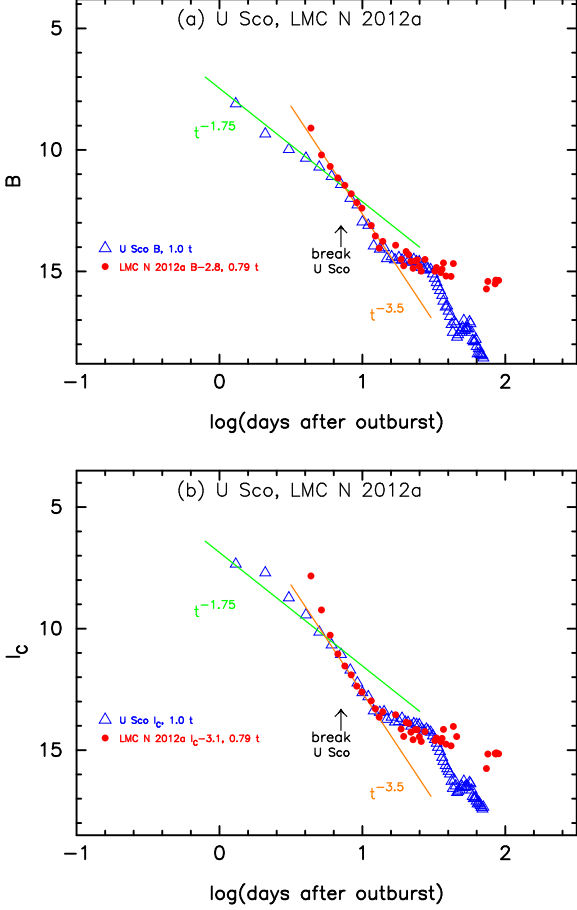 (a) U Sco, LMC N 2012a
5
10
15
B
t−1.75
U Sco B, 1.0 t
LMC N 2012a B−2.8, 0.79 t
break
U Sco
t−3.5
−1
0
1
2
log(days after outburst)
(b) U Sco, LMC N 2012a
5
10
15
IC
t−1.75
U Sco IC, 1.0 t
LMC N 2012a IC−3.1, 0.79 t
break
U Sco
t−3.5
−1
0
1
2
log(days after outburst)